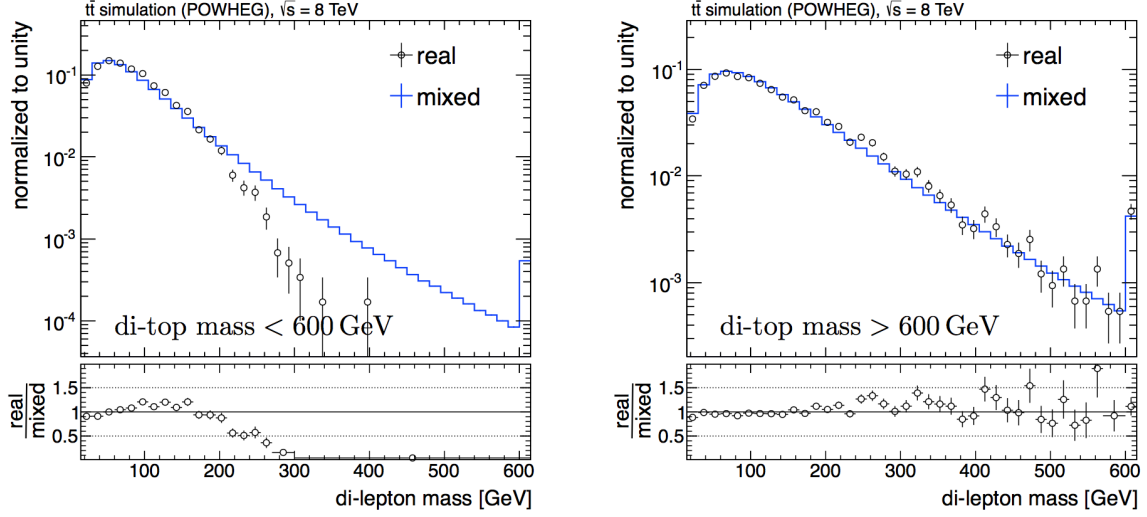 tt̄ simulation (POWHEG), √s = 8 TeV
normalized to unity
real
mixed
10⁻¹
10⁻²
10⁻³
10⁻⁴
di-top mass < 600 GeV
real
mixed
1.5
1
0.5
100 200 300 400 500 600
di-lepton mass [GeV]
tt̄ simulation (POWHEG), √s = 8 TeV
normalized to unity
real
mixed
10⁻¹
10⁻²
10⁻³
di-top mass > 600 GeV
real
mixed
1.5
1
0.5
100 200 300 400 500 600
di-lepton mass [GeV]